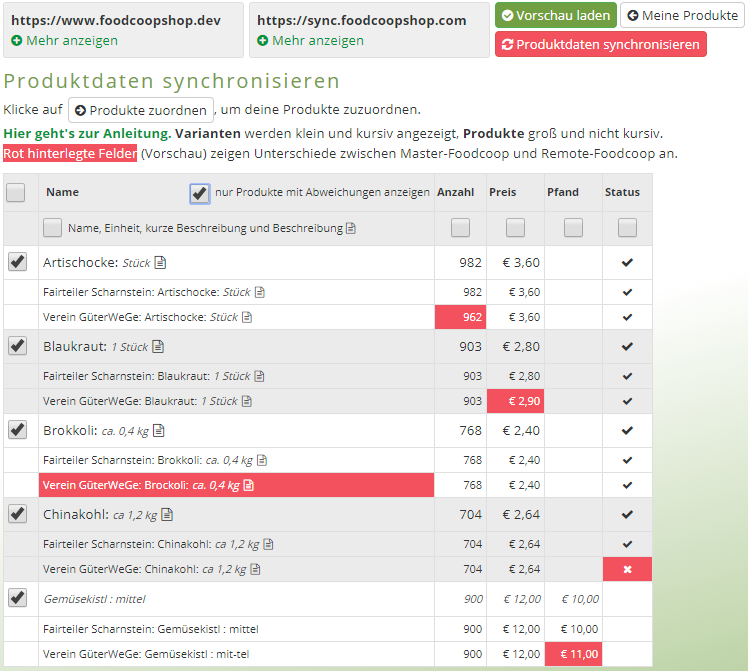 https://www.foodcoopshop.dev
Mehr anzeigen
https://sync.foodcoopshop.com
Mehr anzeigen
Vorschau laden
Meine Produkte
Produktdaten synchronisieren
Produktdaten synchronisieren
Klicke auf Produkte zuordnen, um deine Produkte zuzuordnen.
Hier geht's zur Anleitung. Varianten werden klein und kursiv angezeigt, Produkte groß und nicht kursiv.
Rot hinterlegte Felder (Vorschau) zeigen Unterschiede zwischen Master-Foodcoop und Remote-Foodcoop an.
Name nur Produkte mit Abweichungen anzeigen Anzahl Preis Pfand Status
Name, Einheit, kurze Beschreibung und Beschreibung
Artischocke: Stück 982 € 3,60
Fairteiler Scharnstein: Artischocke: Stück 982 € 3,60
Verein GüterWeGe: Artischocke: Stück 962 € 3,60
Blaukraut: 1 Stück 903 € 2,80
Fairteiler Scharnstein: Blaukraut: 1 Stück 903 € 2,80
Verein GüterWeGe: Blaukraut: 1 Stück 903 € 2,90
Brokkoli: ca. 0,4 kg 768 € 2,40
Fairteiler Scharnstein: Brokkoli: ca. 0,4 kg 768 € 2,40
Verein GüterWeGe: Brockoli: ca. 0,4 kg 768 € 2,40
Chinakohl: ca 1,2 kg 704 € 2,64
Fairteiler Scharnstein: Chinakohl: ca 1,2 kg 704 € 2,64
Verein GüterWeGe: Chinakohl: ca 1,2 kg 704 € 2,64
Gemüsekistl : mittel 900 € 12,00 € 10,00
Fairteiler Scharnstein: Gemüsekistl : mittel 900 € 12,00 € 10,00
Verein GüterWeGe: Gemüsekistl : mit-tel 900 € 12,00 € 11,00